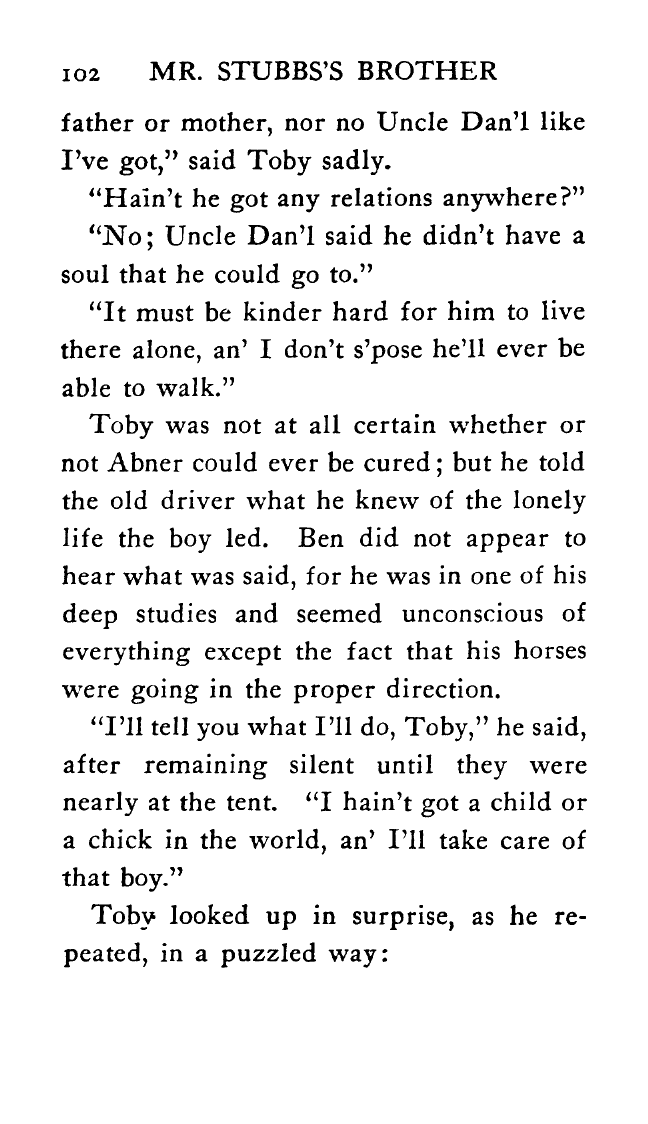 102 MR. STUBBS'S BROTHER
father or mother, nor no Uncle Dan'l like
I've got,” said Toby sadly.
“Hain't he got any relations anywhere?”
“No; Uncle Dan'l said he didn't have a
soul that he could go to.”
“It must be kinder hard for him to live
there alone, an’ I don't s'pose he'll ever be
able to walk.”
Toby was not at all certain whether or
not Abner could ever be cured; but he told
the old driver what he knew of the lonely
life the boy led. Ben did not appear to
hear what was said, for he was in one of his
deep studies and seemed unconscious of
everything except the fact that his horses
were going in the proper direction.
“I'll tell you what I'll do, Toby,” he said,
after remaining silent until they were
nearly at the tent. “I hain't got a child or
a chick in the world, an’ I'll take care of
that boy.”
Toby looked up in surprise, as he re-
peated, in a puzzled way: